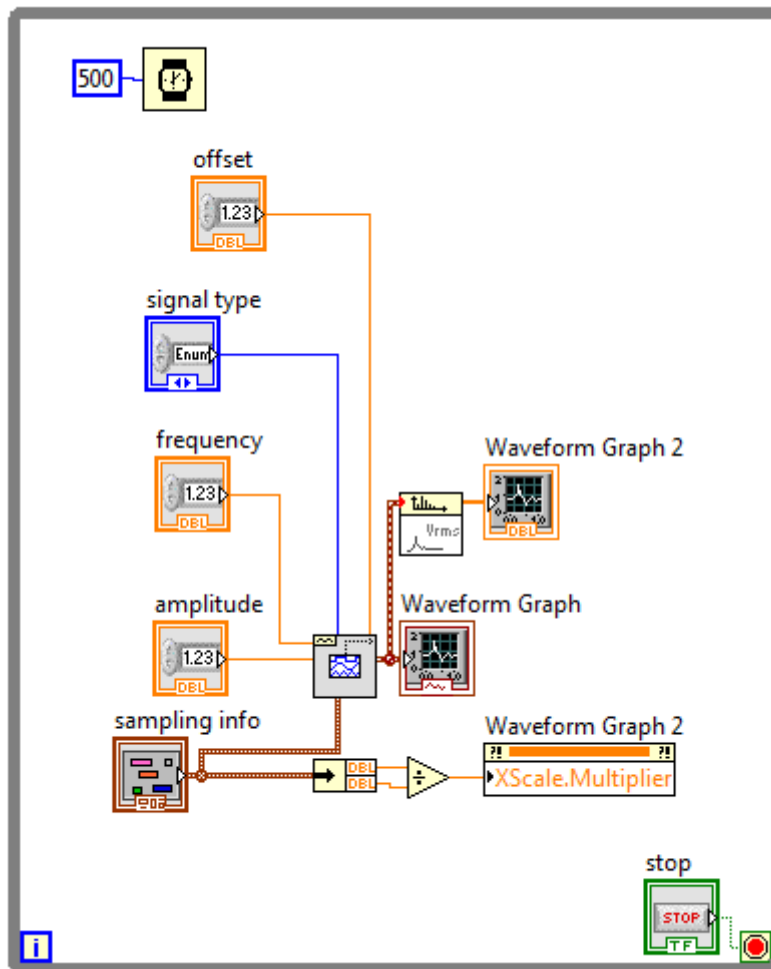 500
offset
1.23
DBL
signal type
Enum
frequency
1.23
DBL
Waveform Graph 2
Vrms
DBL
amplitude
1.23
DBL
Waveform Graph
sampling info
DBL
DBL
Waveform Graph 2
?! ?!
XScale.Multiplier
stop
STOP
TF
i